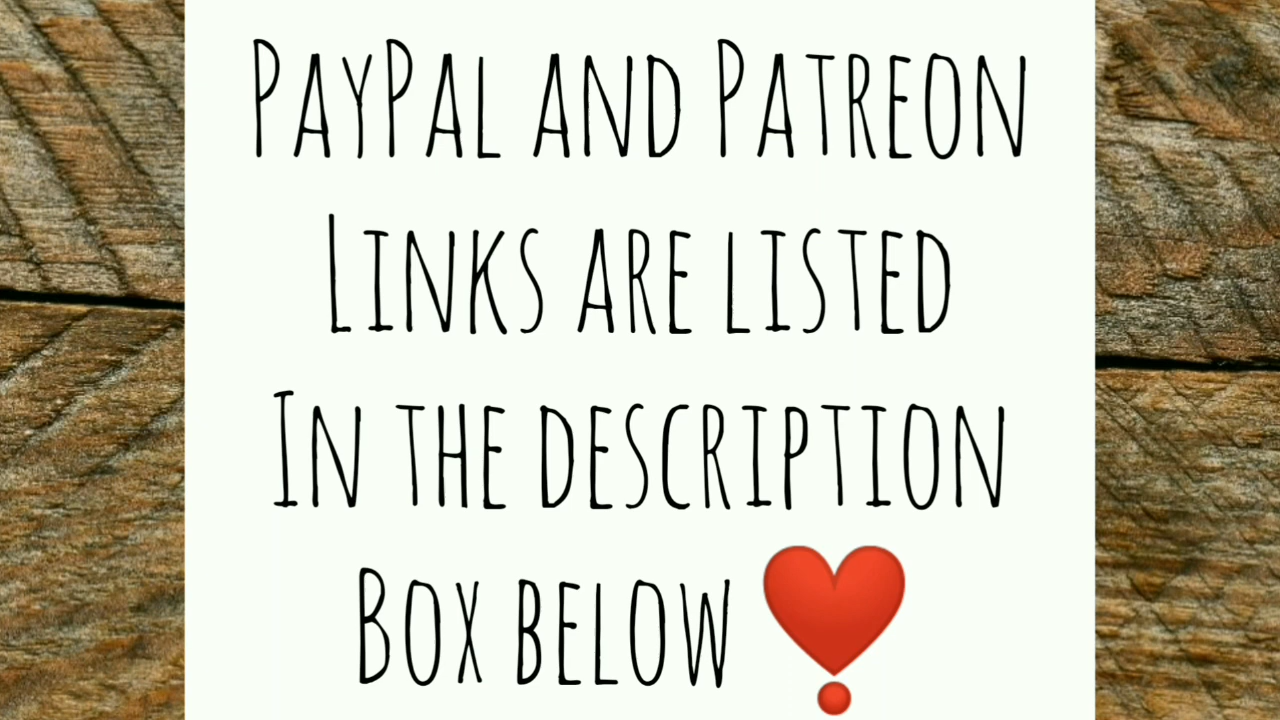 PayPal and Patreon
Links are listed
In the description
Box below ❣